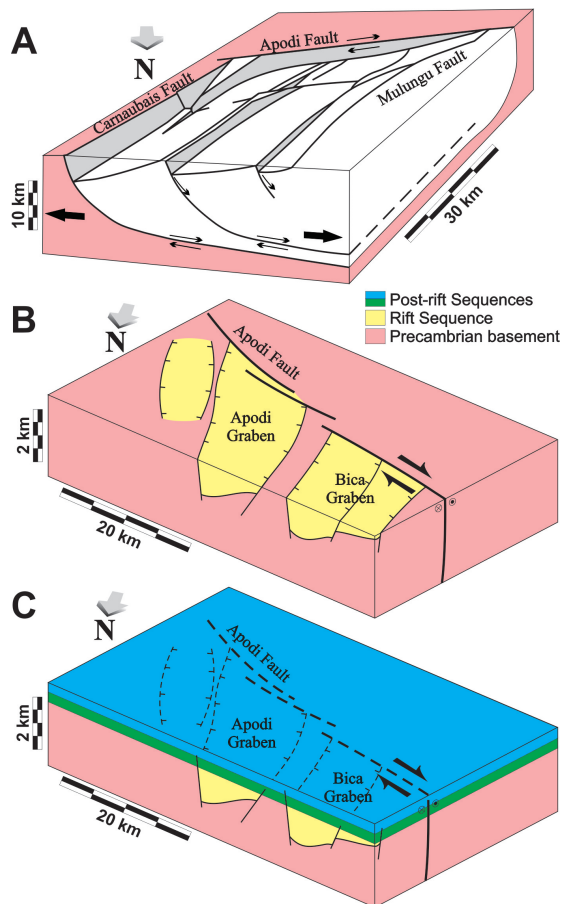 A
N
Apodi Fault
Carnaubais Fault
Mulungu Fault
10 km
30 km
Post-rift Sequences
Rift Sequence
Precambrian basement
B
N
Apodi Fault
Apodi
Graben
Bica
Graben
2 km
20 km
C
N
Apodi Fault
Apodi
Graben
Bica
Graben
2 km
20 km